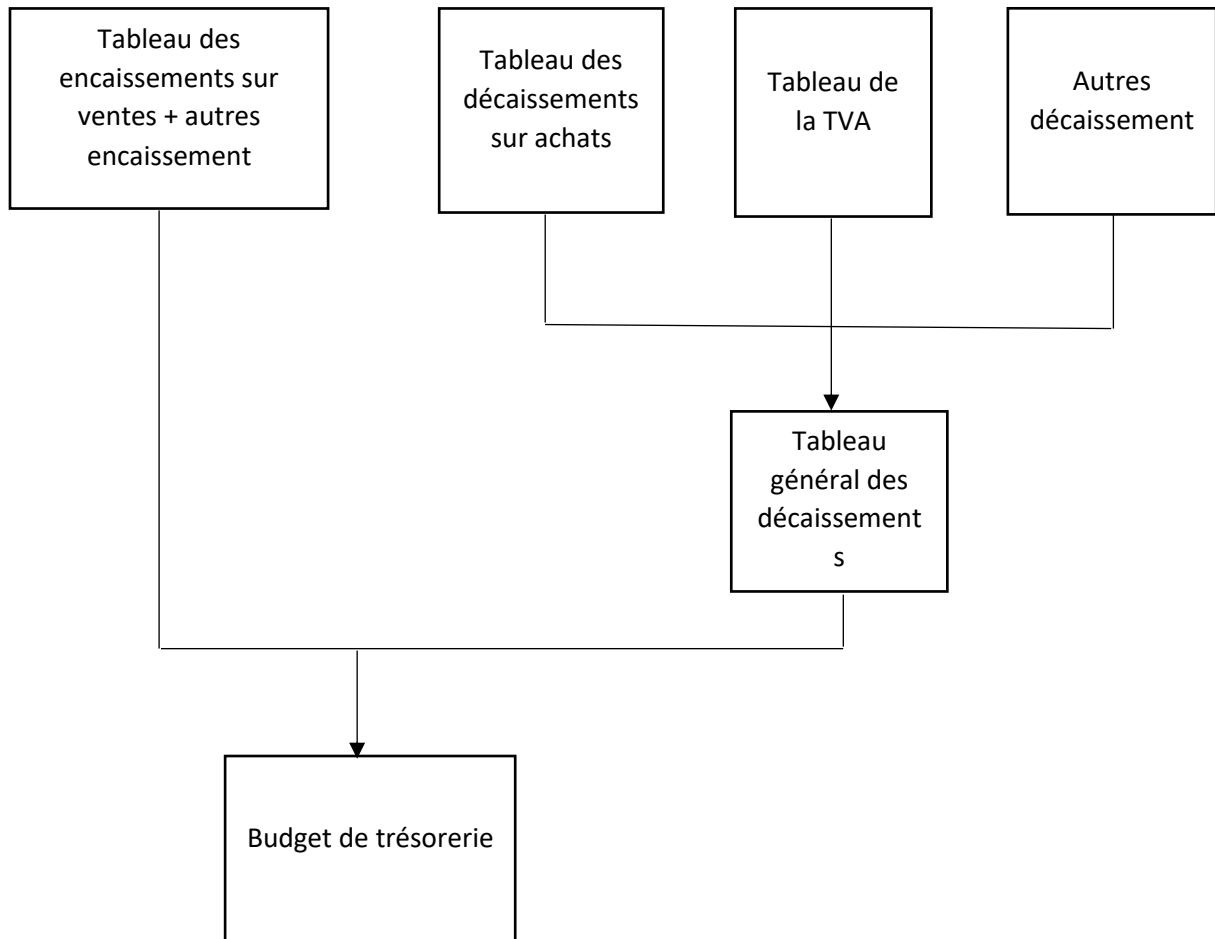 Tableau des
encaissements sur
ventes + autres
encaissement
Tableau des
décaissements
sur achats
Tableau de
la TVA
Autres
décaissement
Tableau
général des
décaissement
s
Budget de trésorerie